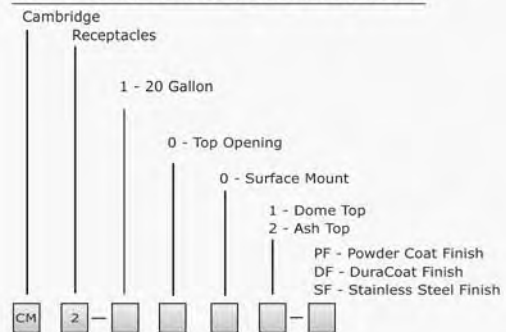 Cambridge
Receptacles
1 - 20 Gallon
0 - Top Opening
0 - Surface Mount
1 - Dome Top
2 - Ash Top
PF - Powder Coat Finish
DF - DuraCoat Finish
SF - Stainless Steel Finish
CM 2 - -